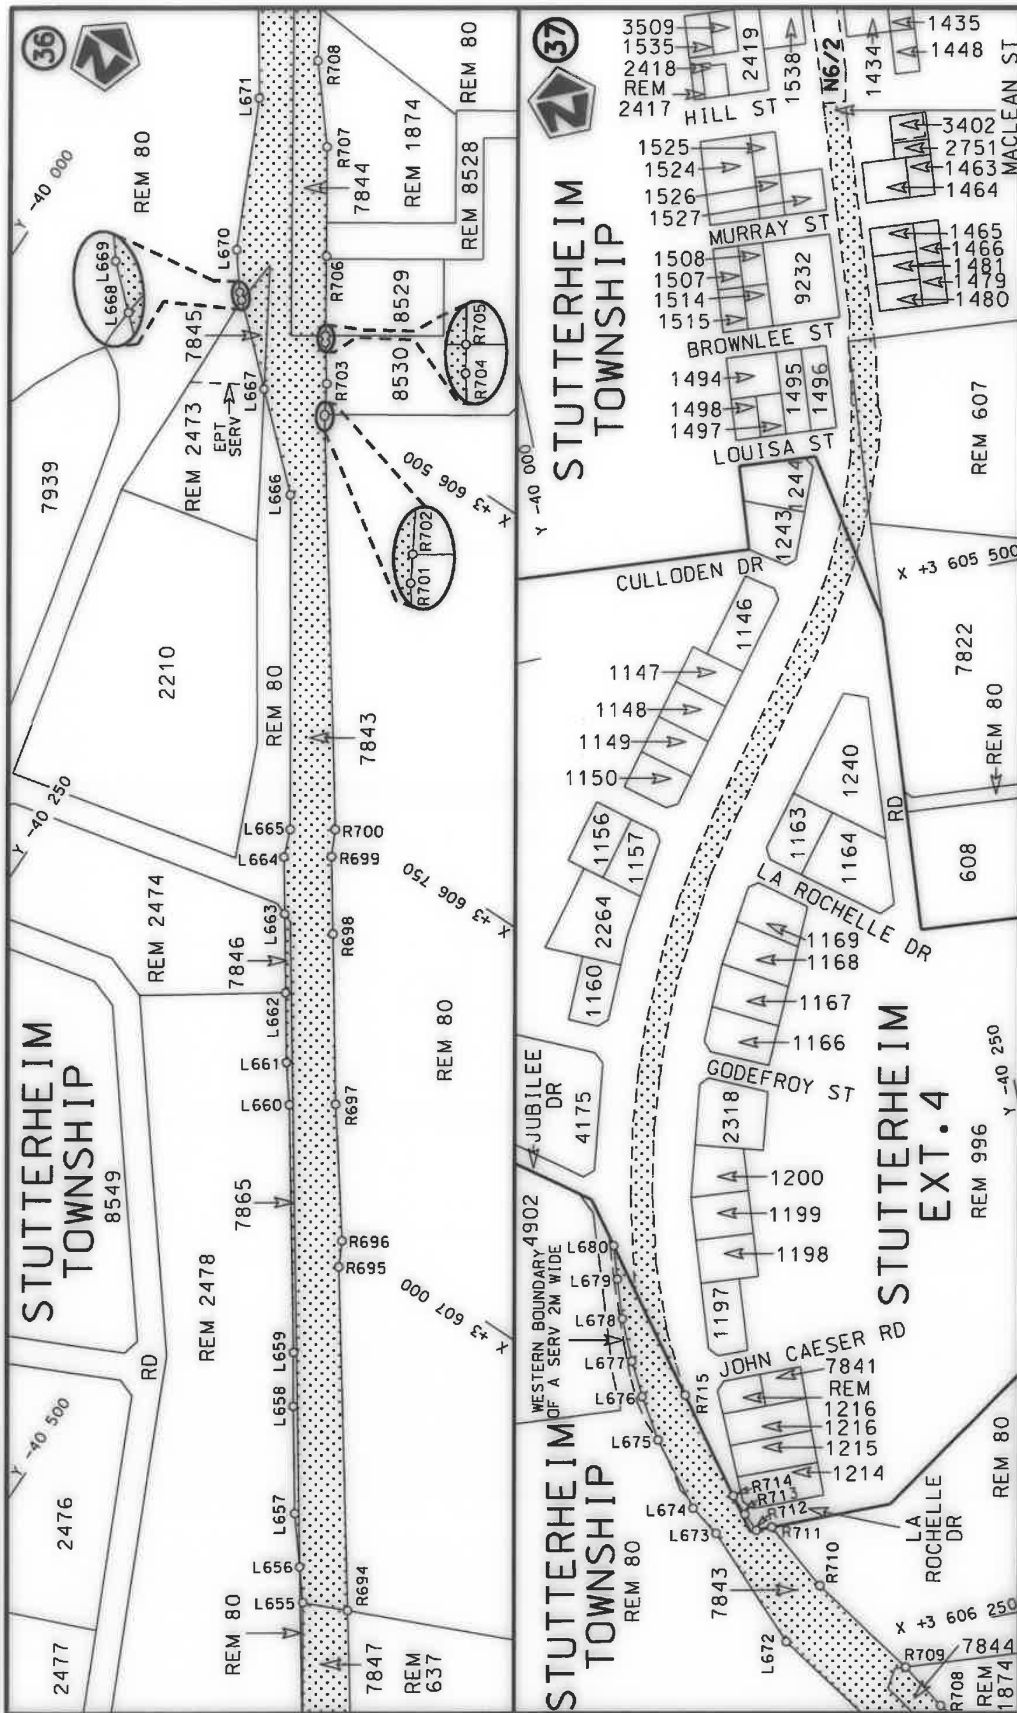 36
REM 80
Y -40 000
REM 80
L671
R708
L670
R707
7844
REM 1874
REM 8528
L669
L668
R706
8529
7845
R705
R704
8530
R703
L667
EPT
SERV
REM 2473
7939
L666
X +3 606 500
R702
R701
2210
REM 80
7843
Y -40 250
L665
L664
R700
R699
X +3 606 750
REM 2474
L663
R698
7846
L662
REM 80
L661
L660
R697
STUTTERHEIM
TOWNSHIP
8549
7865
R696
R695
X +3 607 000
REM 2478
RD
L659
L658
Y -40 500
2476
L657
L656
L655
R694
2477
REM 80
7847
REM
637
37
3509
1535
2418
REM
2417
2419
1538
HILL ST
N6/2
1434
1435
1448
MACLEAN ST
3402
2751
1463
1464
1525
1524
1526
1527
MURRAY ST
1465
1466
1481
1479
1480
1508
1507
1514
1515
9232
BROWNLEE ST
STUTTERHEIM
TOWNSHIP
1494
1498
1497
1495
1496
LOUISA ST
REM 607
Y -40 000
1244
1243
CULLODEN DR
X +3 605 500
1146
1147
1148
1149
1150
7822
REM 80
1240
RD
1163
1164
608
1156
1157
LA ROCHELLE DR
2264
1160
1169
1168
1167
1166
GODEFROY ST
JUBILEE
DR
4175
2318
1200
1199
1198
1197
STUTTERHEIM
EXT.4
REM 996
Y -40 250
4902
WESTERN BOUNDARY
OF A SERV 2M WIDE
L680
L679
L678
L677
L676
L675
R715
JOHN CAESER RD
7841
REM
1216
1216
1215
1214
REM 80
STUTTERHEIM
TOWNSHIP
REM 80
L674
L673
R714
R713
R712
R711
LA
ROCHELLE
DR
7843
R710
L672
X +3 606 250
R709
7844
R708
REM
1874